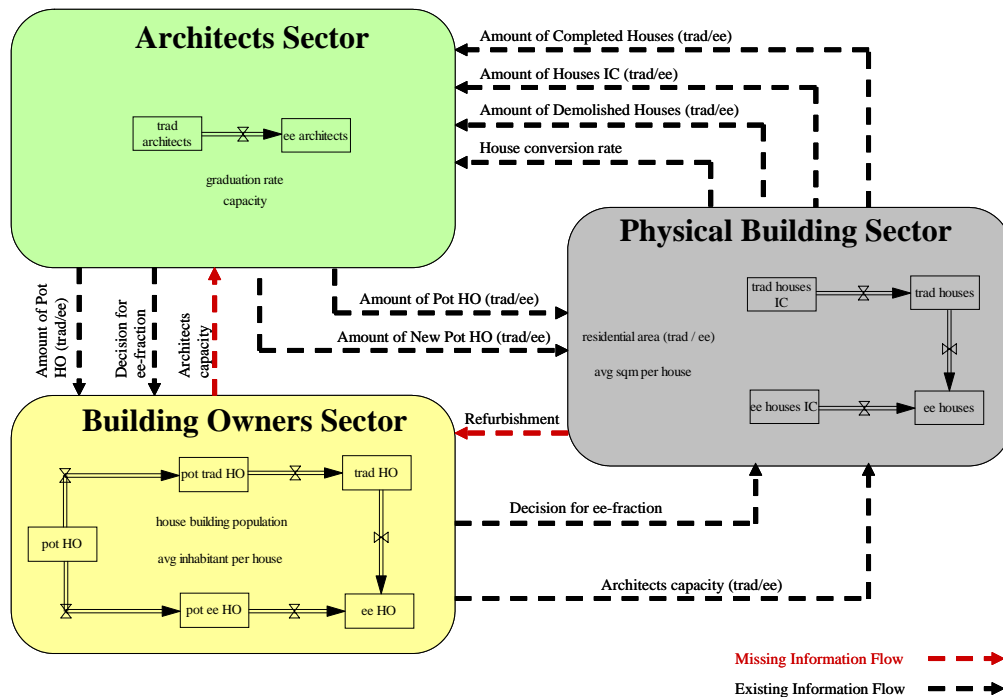 Architects Sector
trad
architects
ee architects
graduation rate
capacity
Amount of Completed Houses (trad/ee)
Amount of Houses IC (trad/ee)
Amount of Demolished Houses (trad/ee)
House conversion rate
Physical Building Sector
trad houses
IC
trad houses
residential area (trad / ee)
avg sqm per house
ee houses IC
ee houses
Amount of Pot
HO (trad/ee)
Decision for
ee-fraction
Architects
capacity
Amount of Pot HO (trad/ee)
Amount of New Pot HO (trad/ee)
Building Owners Sector
pot trad HO
trad HO
house building population
pot HO
avg inhabitant per house
pot ee HO
ee HO
Refurbishment
Decision for ee-fraction
Architects capacity (trad/ee)
Missing Information Flow
Existing Information Flow